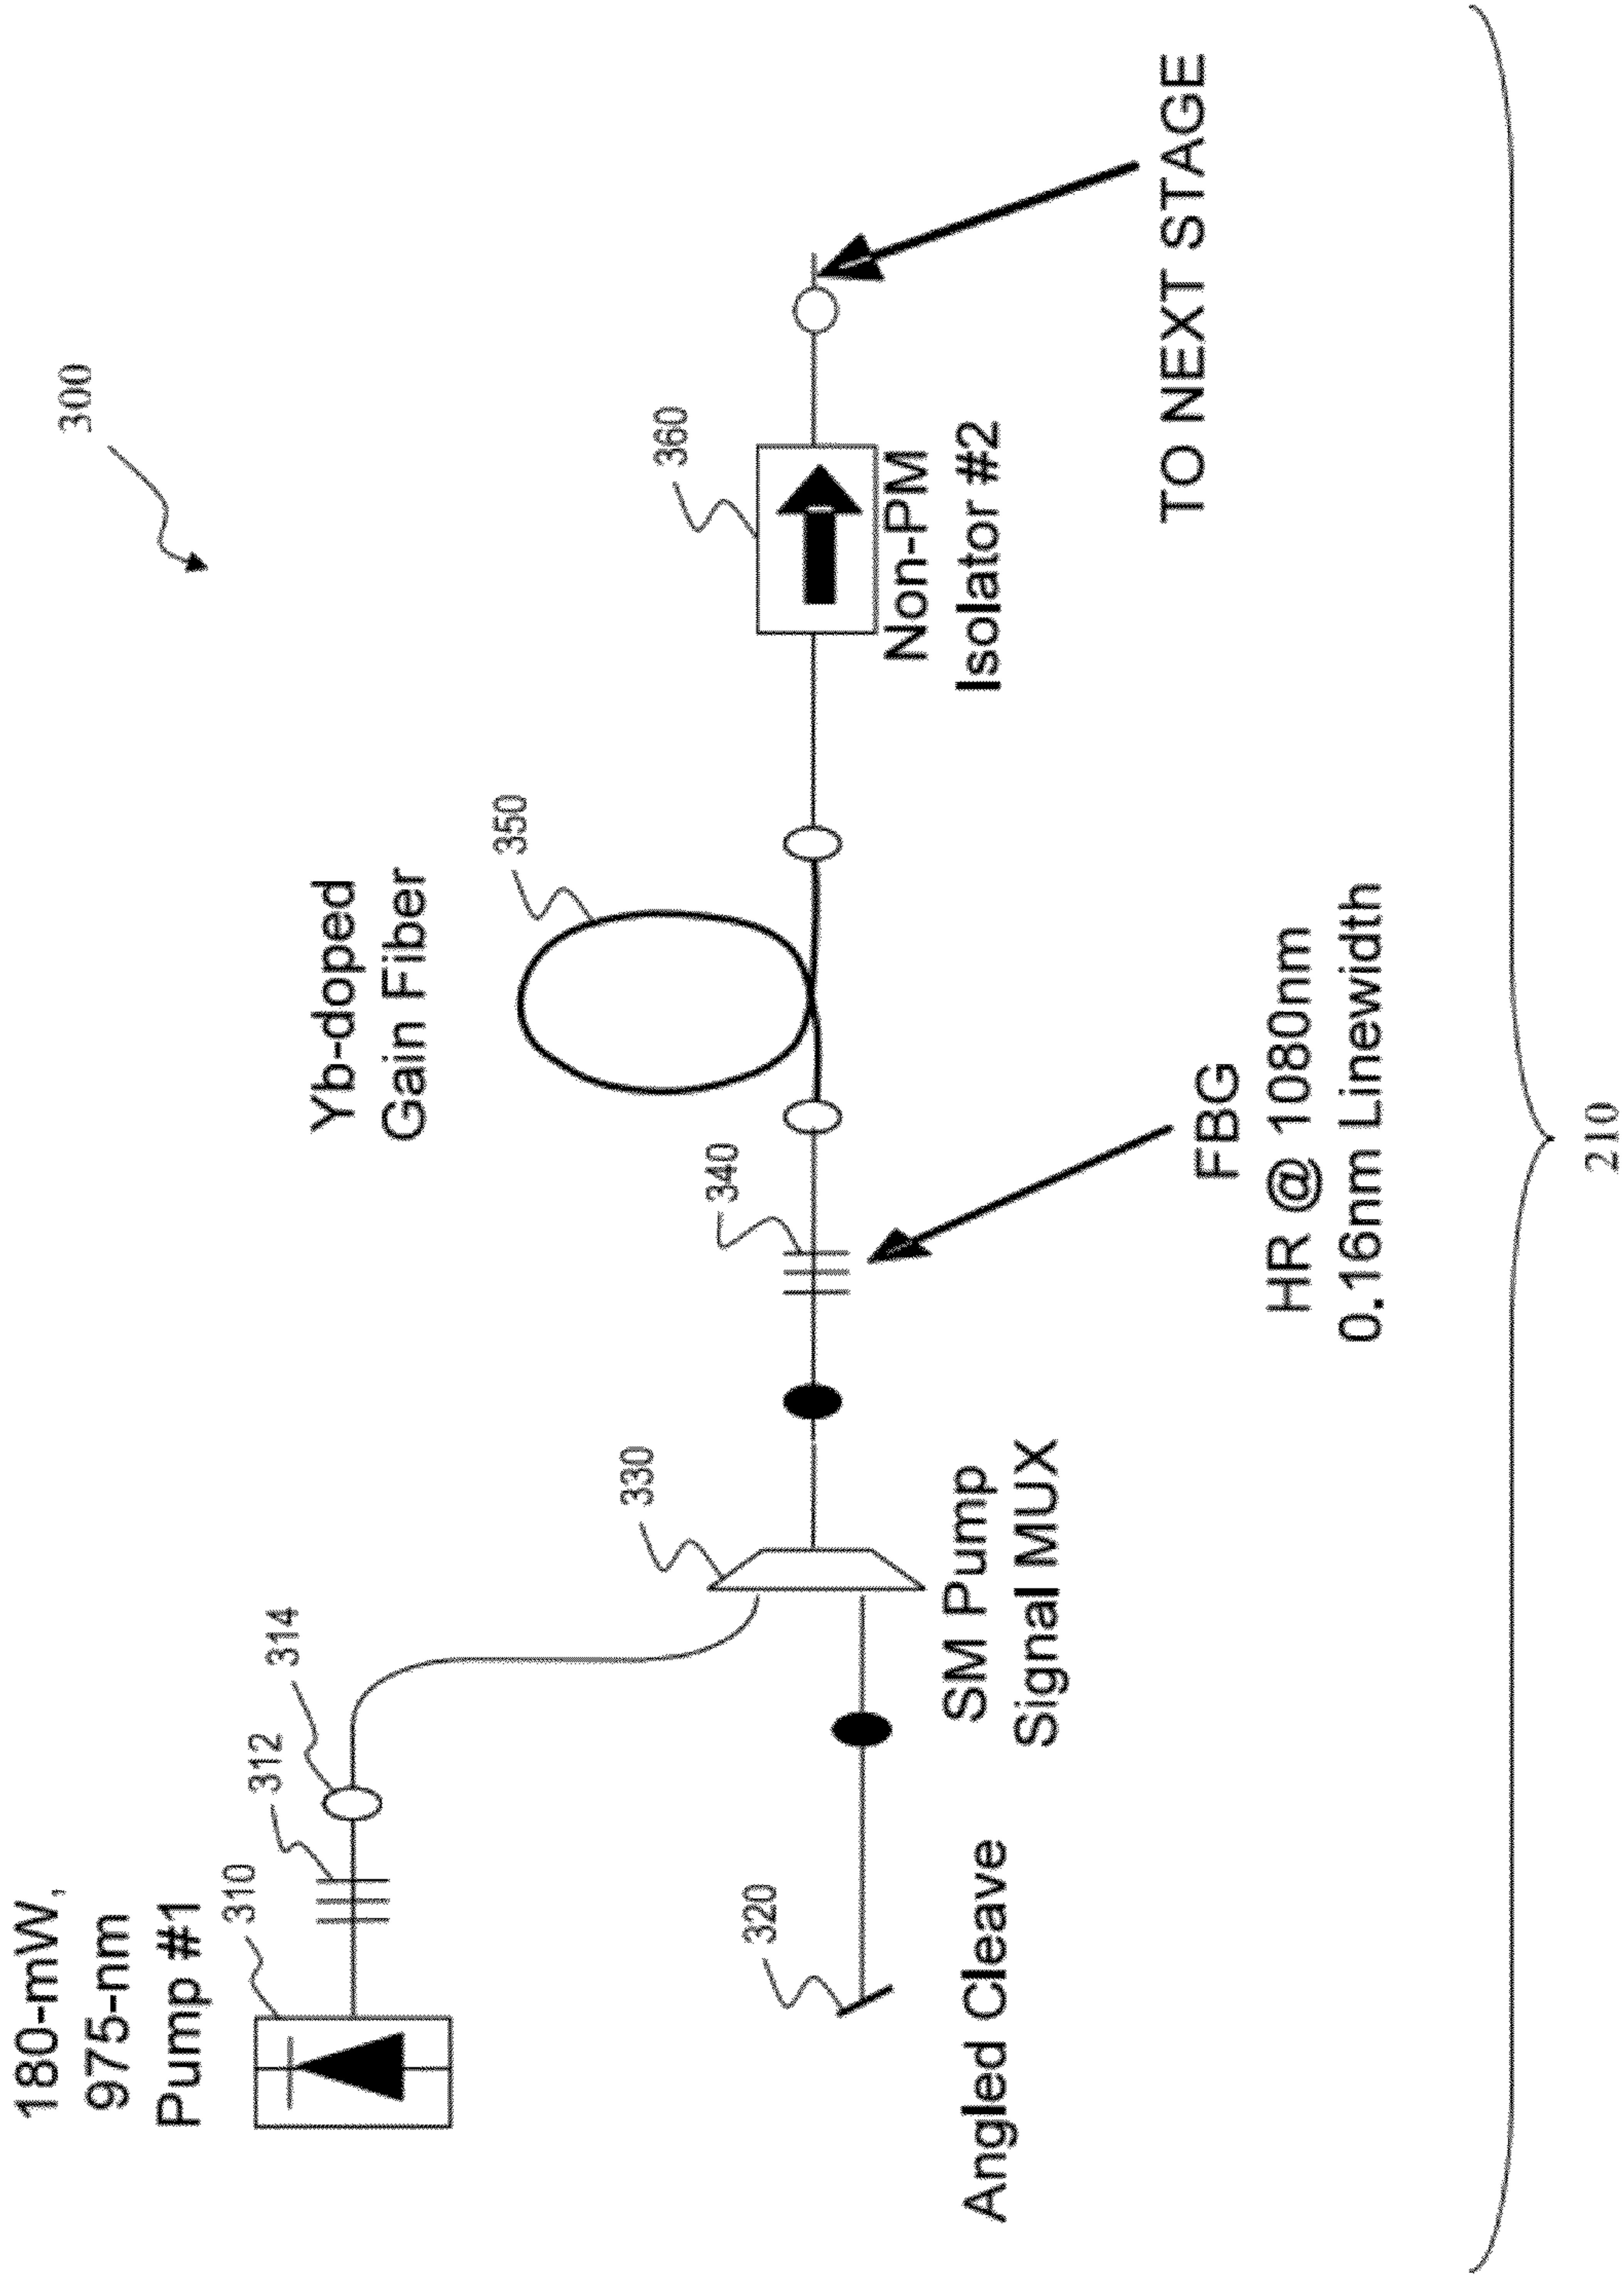 300
180-mW,
975-nm
Pump #1
310
312
314
320
Angled Cleave
330
SM Pump
Signal MUX
340
FBG
HR @ 1080nm
0.16nm Linewidth
Yb-doped
Gain Fiber
350
360
Non-PM
Isolator #2
TO NEXT STAGE
210